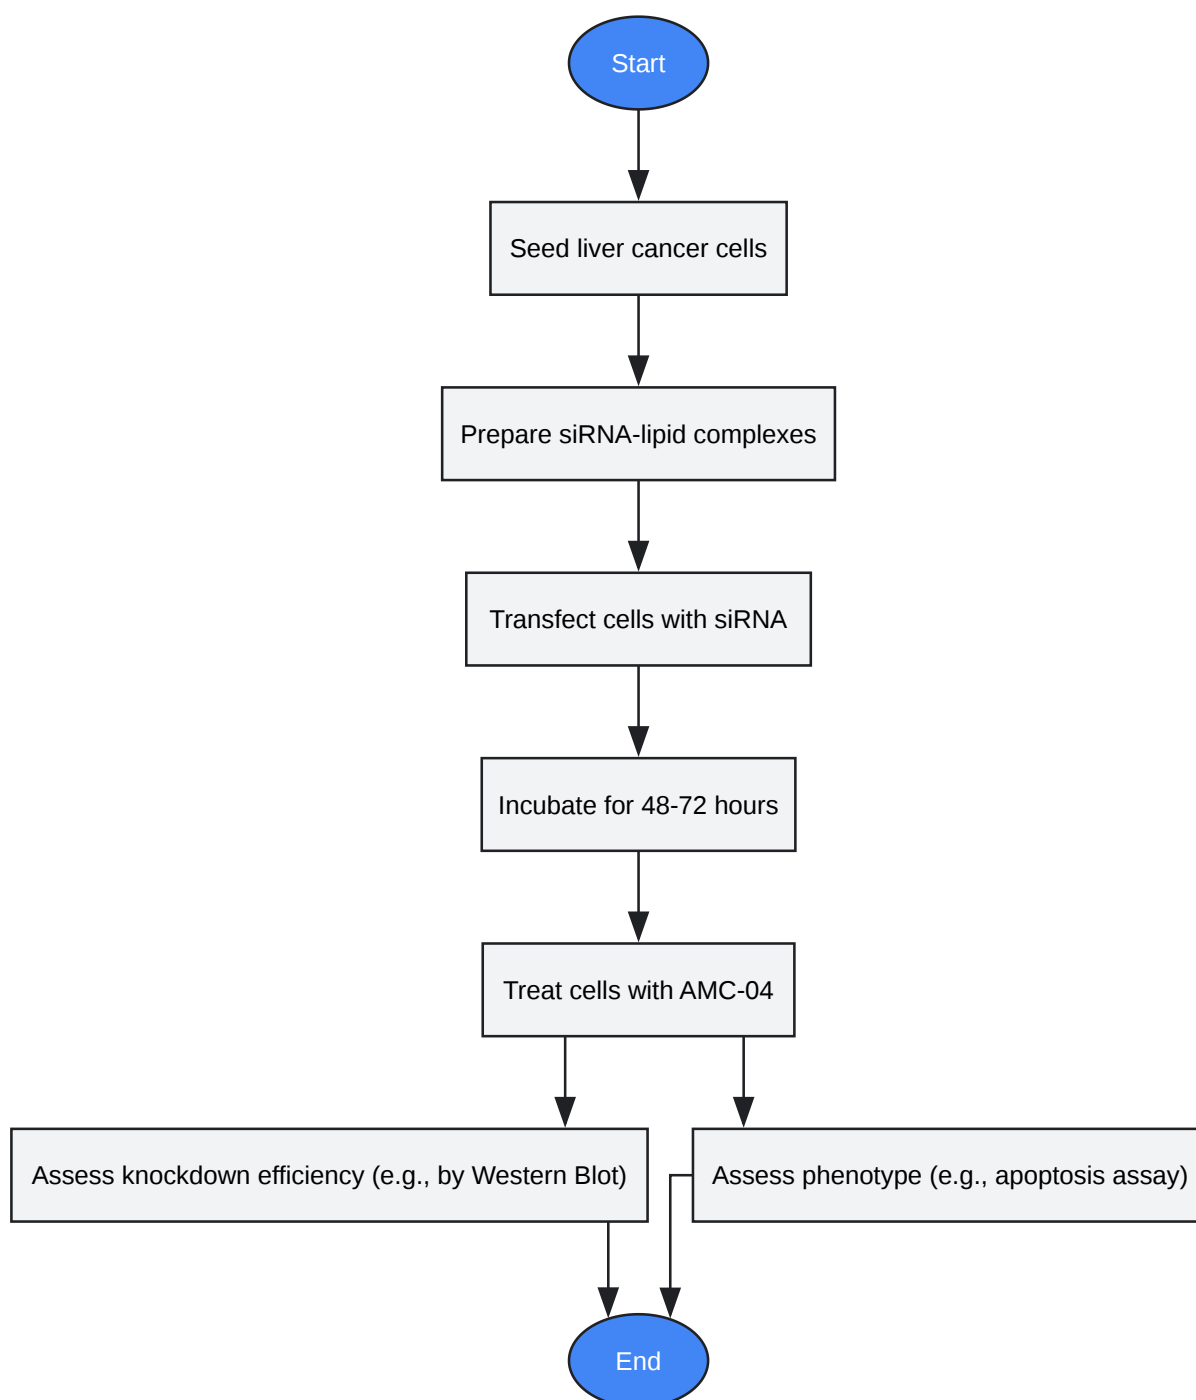 Start
Seed liver cancer cells
Prepare siRNA-lipid complexes
Transfect cells with siRNA
Incubate for 48-72 hours
Treat cells with AMC-04
Assess knockdown efficiency (e.g., by Western Blot)
Assess phenotype (e.g., apoptosis assay)
End